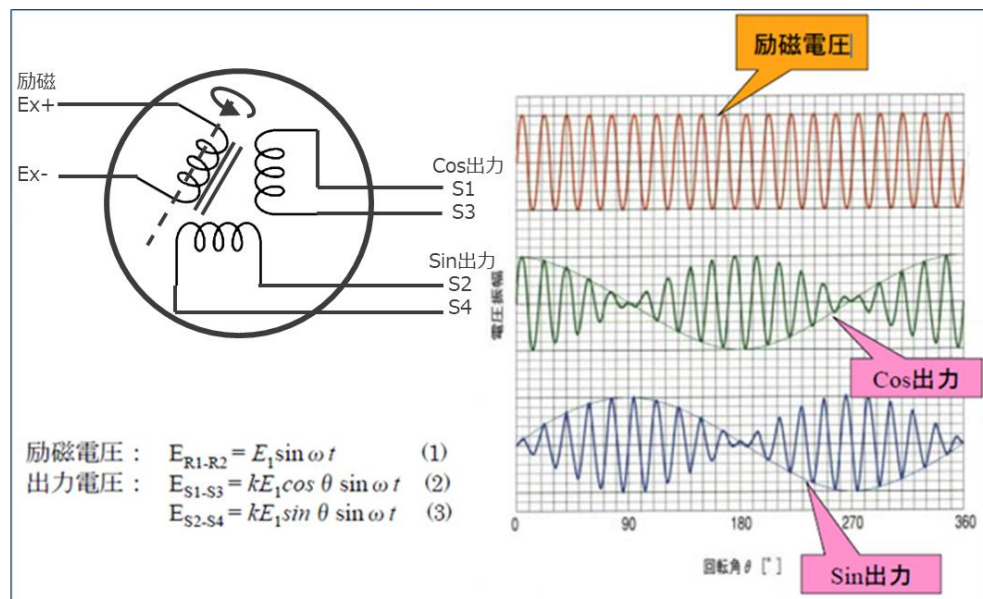 励磁
Ex+
Ex-
Cos出力
S1
S3
Sin出力
S2
S4
励磁電圧： E_R1-R2 = E_1 sin ω t (1)
出力電圧： E_S1-S3 = kE_1 cos θ sin ω t (2)
E_S2-S4 = kE_1 sin θ sin ω t (3)
励磁電圧
電圧振幅
Cos出力
Sin出力
0 90 180 270 360
回転角 θ [°]